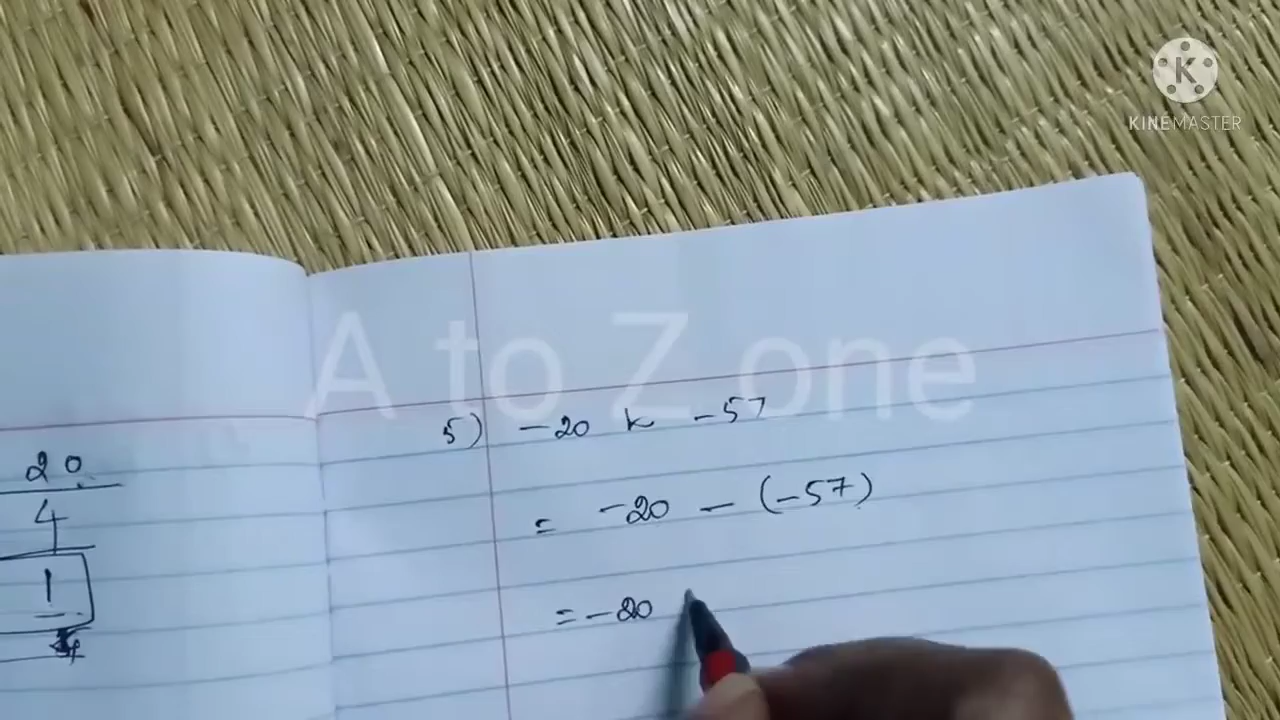 KINEMASTER
A to Z one
20
4
1
5) -20 & -57
= -20 - (-57)
= -20